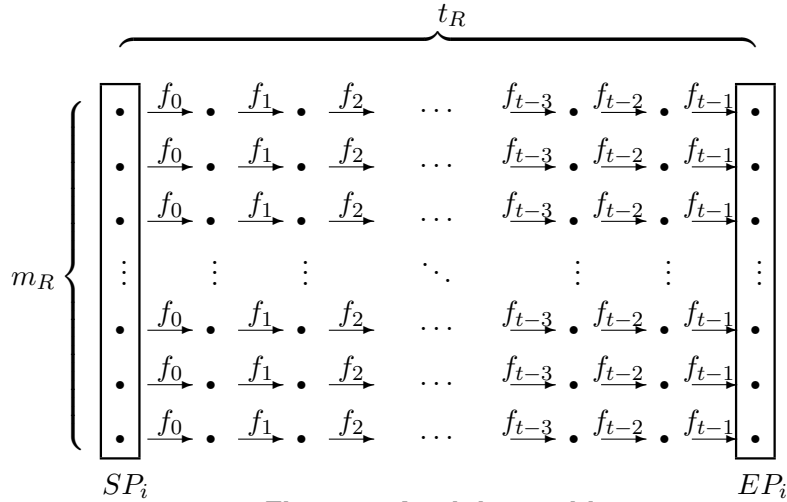 t_R
f_0 f_1 f_2 ⋯ f_{t−3} f_{t−2} f_{t−1}
f_0 f_1 f_2 ⋯ f_{t−3} f_{t−2} f_{t−1}
f_0 f_1 f_2 ⋯ f_{t−3} f_{t−2} f_{t−1}
m_R ⋮ ⋮ ⋮ ⋱ ⋮ ⋮ ⋮
f_0 f_1 f_2 ⋯ f_{t−3} f_{t−2} f_{t−1}
f_0 f_1 f_2 ⋯ f_{t−3} f_{t−2} f_{t−1}
f_0 f_1 f_2 ⋯ f_{t−3} f_{t−2} f_{t−1}
SP_i EP_i